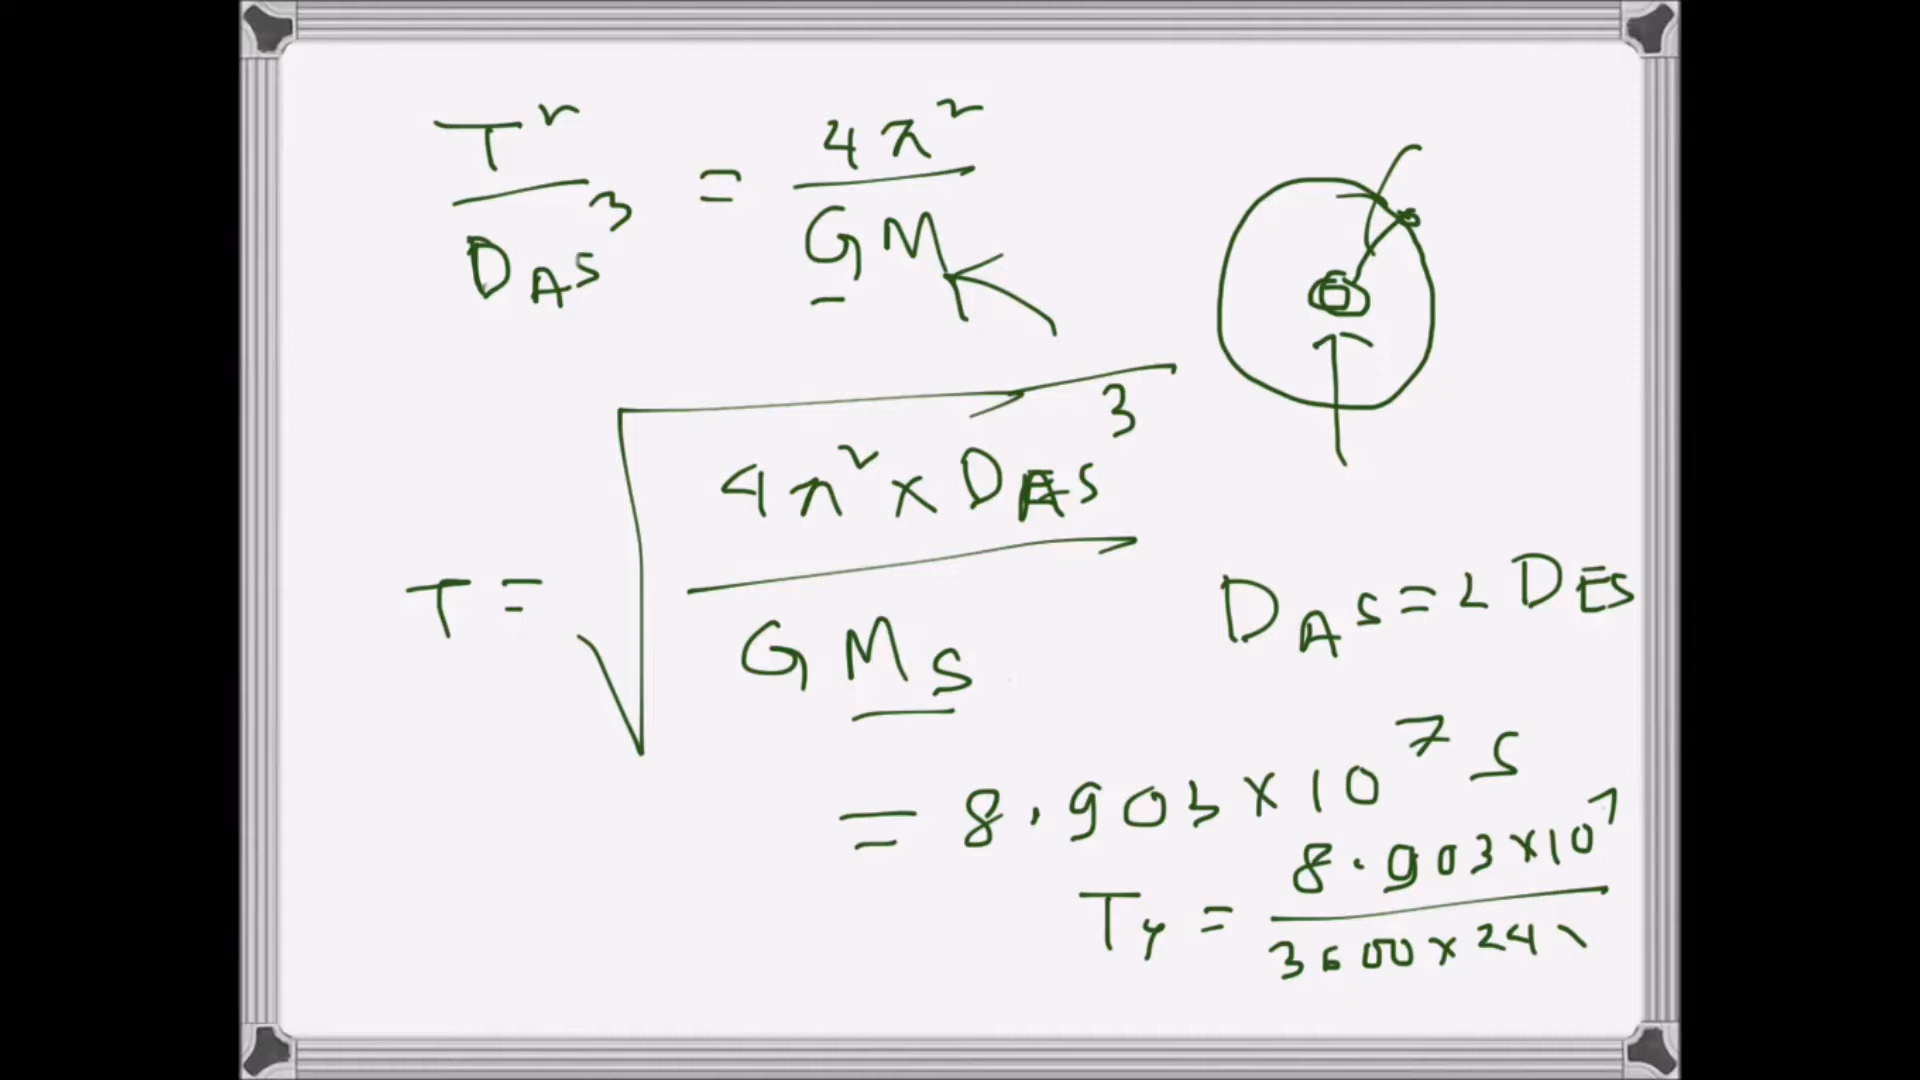 T² / D_AS³ = 4π² / GM
T = √(4π² × D_AS³ / GM_S)
D_AS = 2 D_ES
= 8.903 × 10⁷ s
T_y = 8.903×10⁷ / 3600×24×